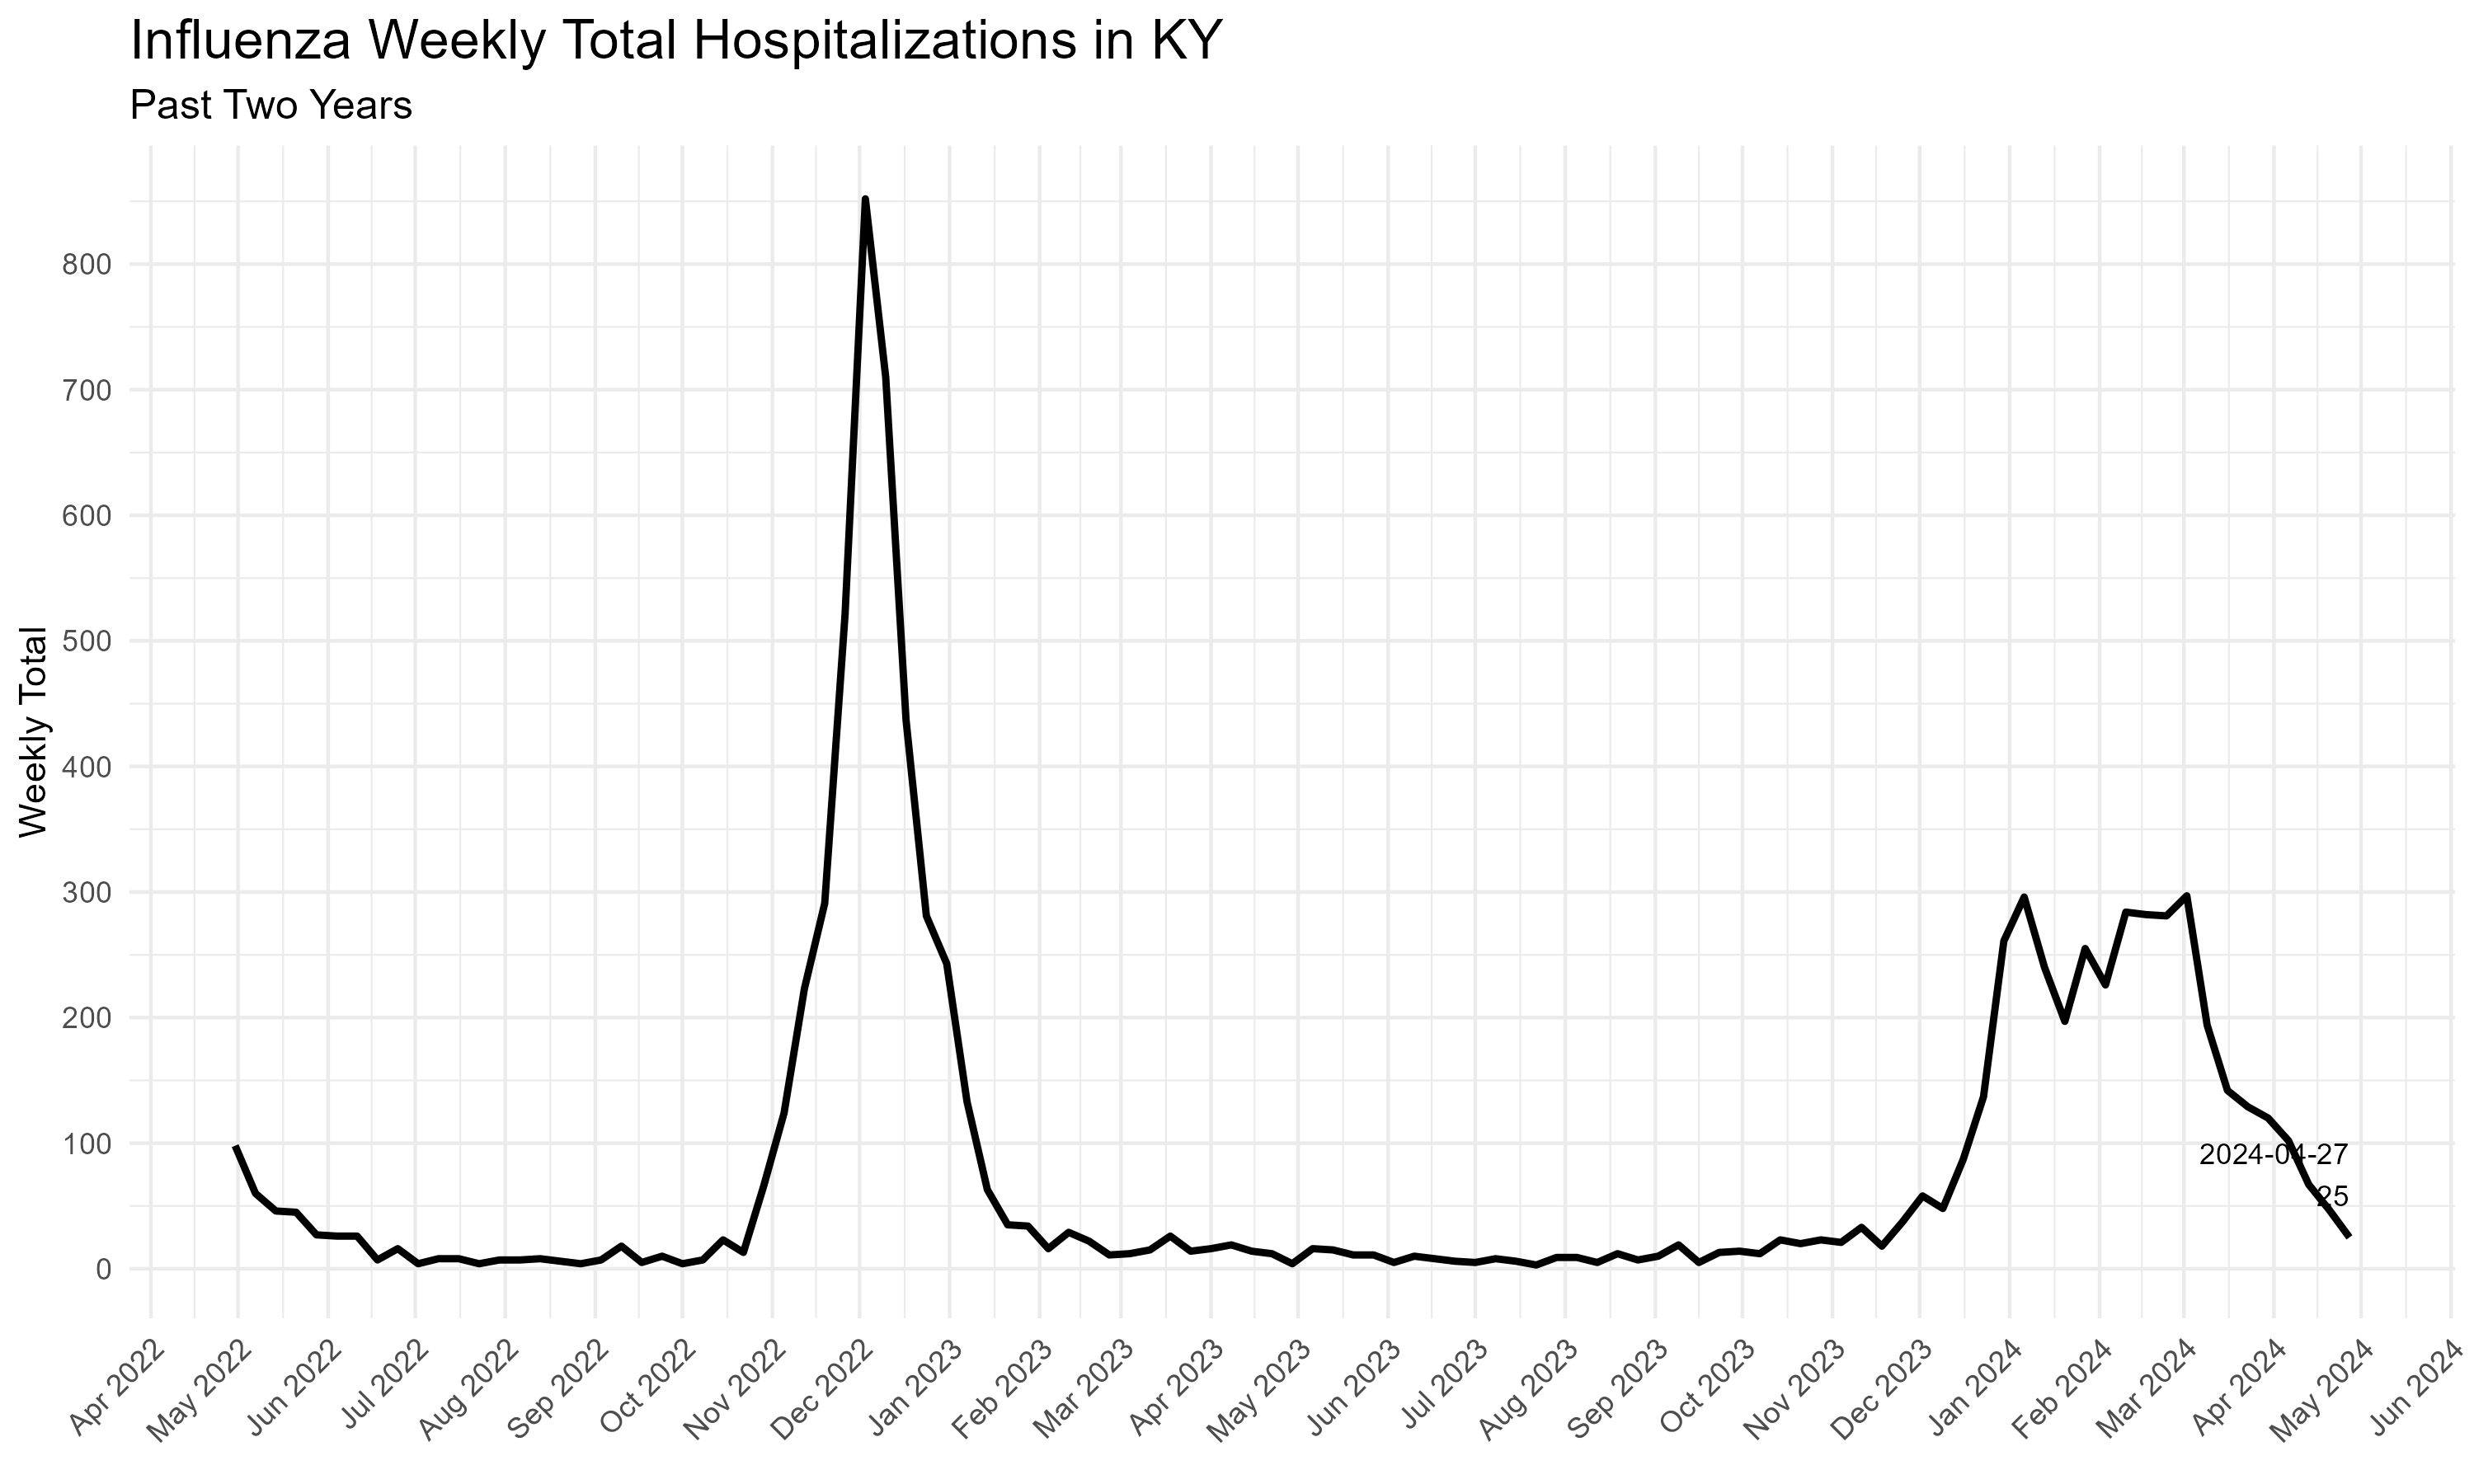 Influenza Weekly Total Hospitalizations in KY
Past Two Years
Weekly Total
800
700
600
500
400
300
200
100
0
2024-04-27
25
Apr 2022
May 2022
Jun 2022
Jul 2022
Aug 2022
Sep 2022
Oct 2022
Nov 2022
Dec 2022
Jan 2023
Feb 2023
Mar 2023
Apr 2023
May 2023
Jun 2023
Jul 2023
Aug 2023
Sep 2023
Oct 2023
Nov 2023
Dec 2023
Jan 2024
Feb 2024
Mar 2024
Apr 2024
May 2024
Jun 2024